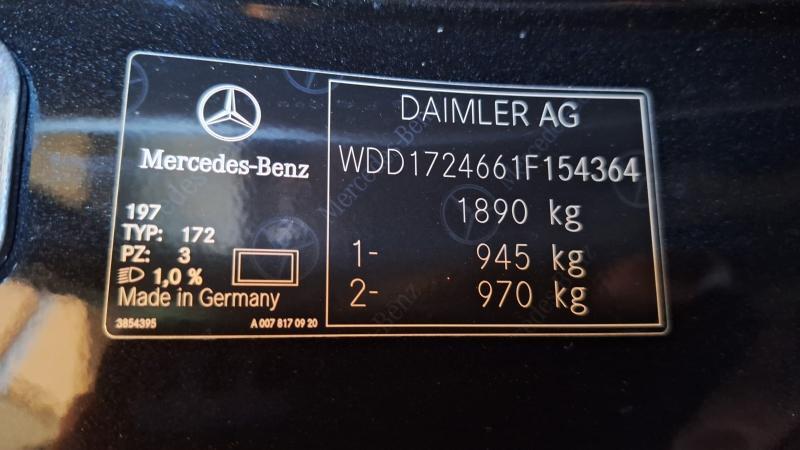 Mercedes-Benz
197
TYP: 172
PZ: 3
1,0 %
Made in Germany
3854395
A 007 817 09 20
DAIMLER AG
WDD1724661F154364
1890 kg
1- 945 kg
2- 970 kg